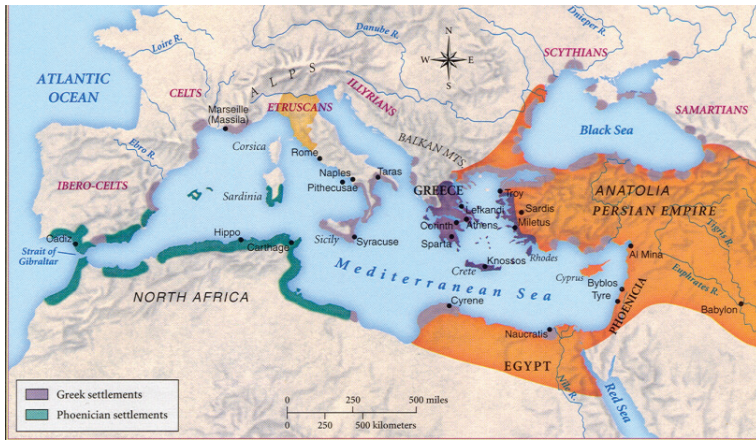 Dnieper R.
Danube R.
N
W
E
S
Loire R.
SCYTHIANS
ATLANTIC
OCEAN
ALPS
CELTS
ILLYRIANS
ETRUSCANS
SAMARTIANS
Marseille
(Massila)
Black Sea
BALKAN MTS.
Corsica
Ebro R.
Rome
Naples
Taras
Pithecusae
IBERO-CELTS
Sardinia
GREECE
Troy
ANATOLIA
Lefkandi
Sardis
PERSIAN EMPIRE
Corinth
Athens
Miletus
Sparta
Tigris R.
Cadiz
Hippo
Carthage
Sicily
Syracuse
Strait of
Gibraltar
Knossos
Rhodes
Al Mina
Crete
Cyprus
Mediterranean Sea
Euphrates R.
Byblos
Tyre
PHOENICIA
NORTH AFRICA
Cyrene
Babylon
Naucratis
EGYPT
Nile R.
Red Sea
Greek settlements
Phoenician settlements
0
250
500 miles
0
250
500 kilometers